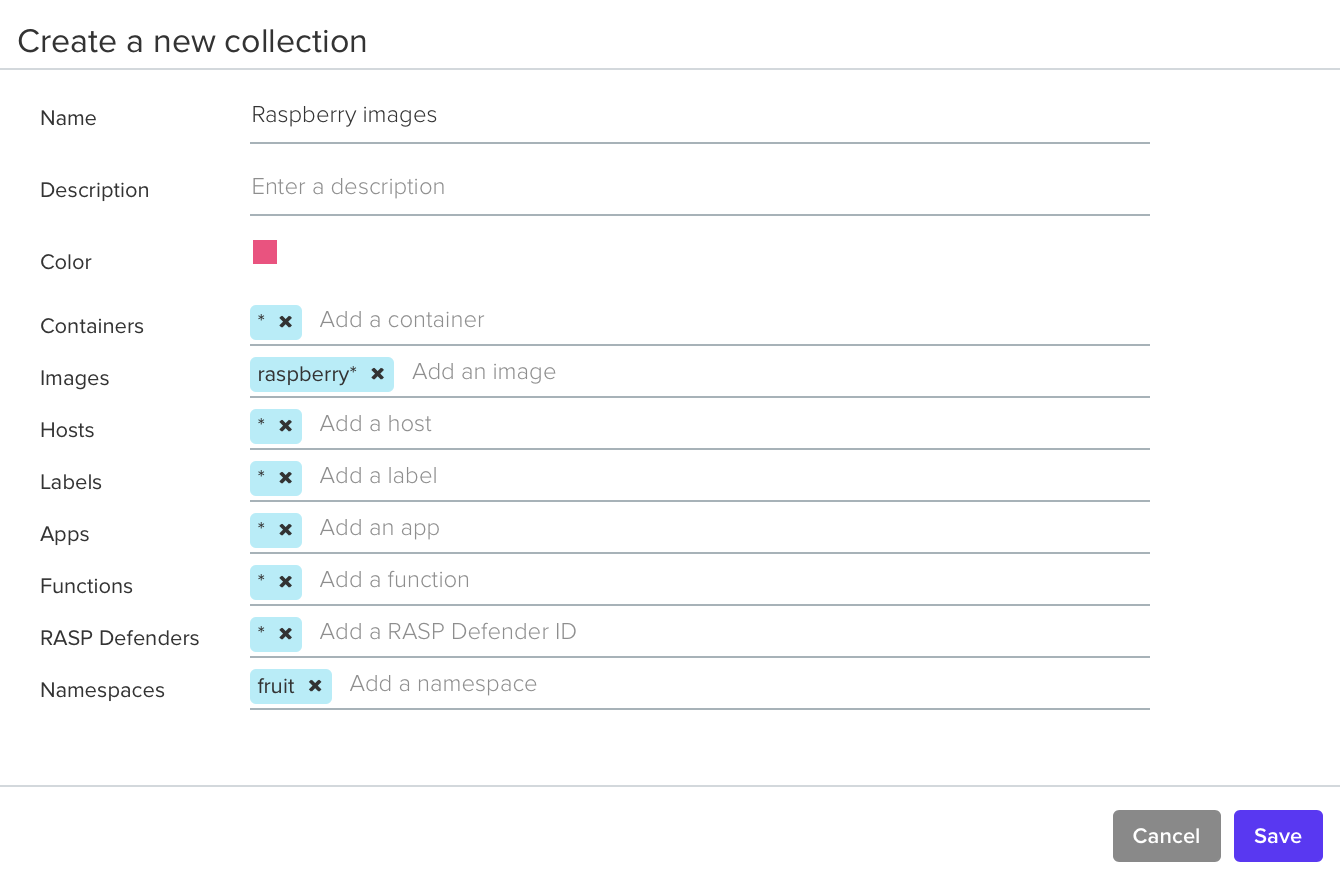 Create a new collection
Name Raspberry images
Description Enter a description
Color
Containers * ✖ Add a container
Images raspberry* ✖ Add an image
Hosts * ✖ Add a host
Labels * ✖ Add a label
Apps * ✖ Add an app
Functions * ✖ Add a function
RASP Defenders * ✖ Add a RASP Defender ID
Namespaces fruit ✖ Add a namespace
Cancel Save